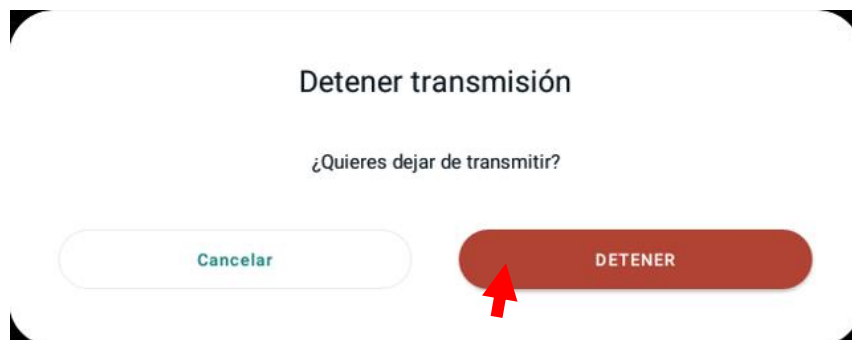 Detener transmisión
¿Quieres dejar de transmitir?
Cancelar
DETENER